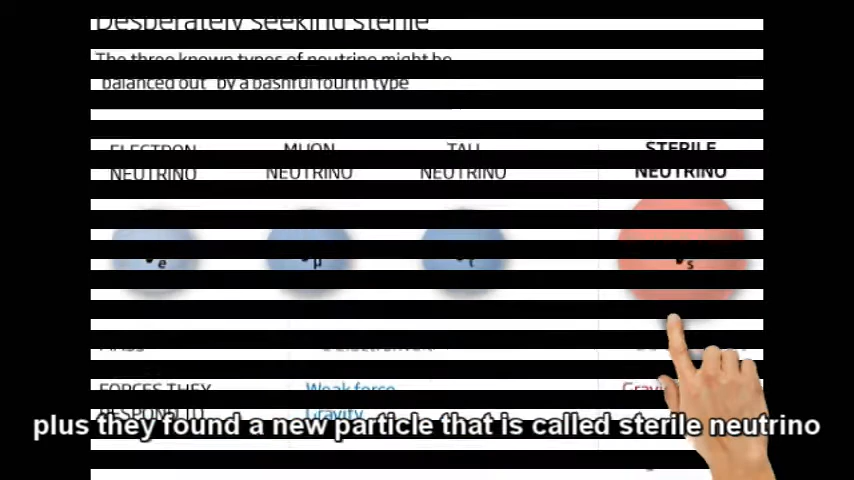 Desperately seeking sterile
The three known types of neutrino might be
"balanced out" by a bashful fourth type
ELECTRON NEUTRINO
MUON NEUTRINO
TAU NEUTRINO
STERILE NEUTRINO
e
μ
τ
s
MASS
FORCES THEY
RESPOND TO
Weak force
Gravity
plus they found a new particle that is called sterile neutrino